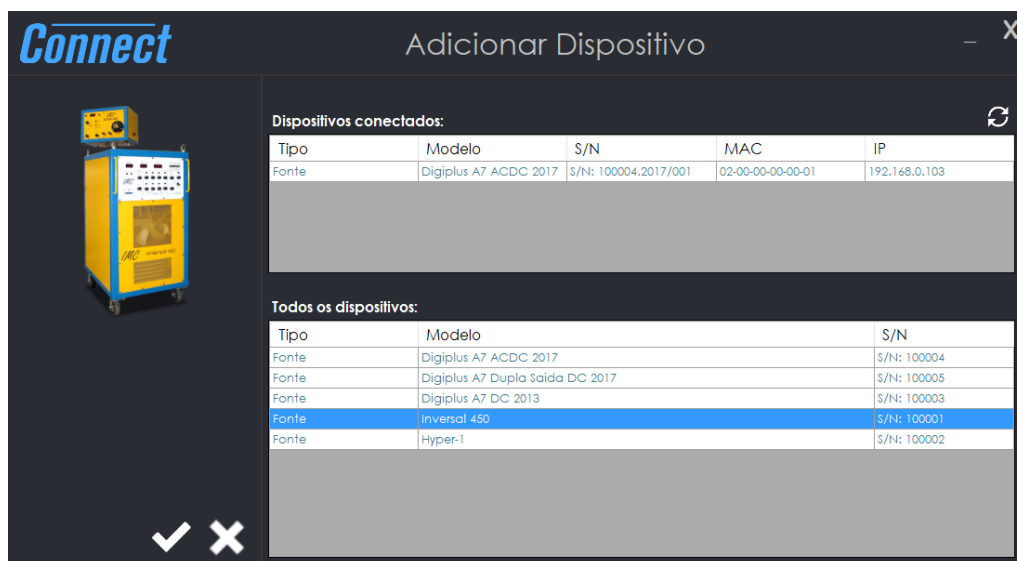 Connect
Adicionar Dispositivo
Dispositivos conectados:
Tipo Modelo S/N MAC IP
Fonte Digiplus A7 ACDC 2017 S/N: 100004.2017/001 02-00-00-00-00-01 192.168.0.103
Todos os dispositivos:
Tipo Modelo S/N
Fonte Digiplus A7 ACDC 2017 S/N: 100004
Fonte Digiplus A7 Dupla Saida DC 2017 S/N: 100005
Fonte Digiplus A7 DC 2013 S/N: 100003
Fonte Inversal 450 S/N: 100001
Fonte Hyper-1 S/N: 100002
IMC